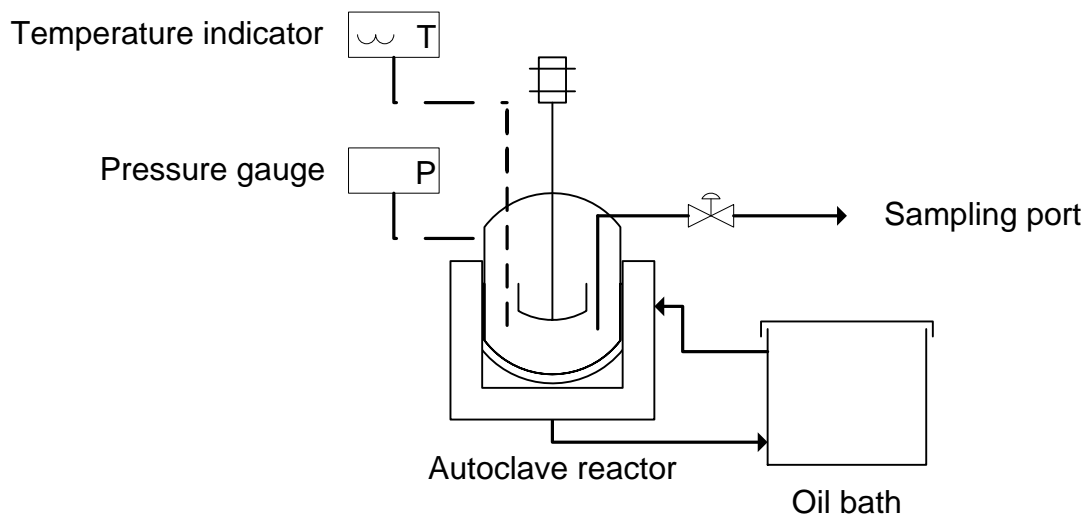 Temperature indicator
T
Pressure gauge
P
Sampling port
Autoclave reactor
Oil bath